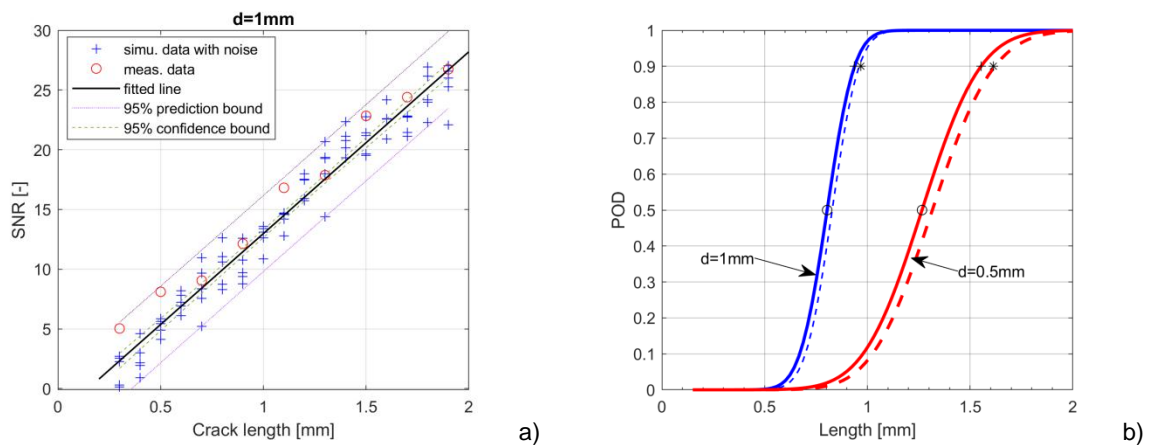 d=1mm
30
25
20
15
10
5
0
SNR [-]
simu. data with noise
meas. data
fitted line
95% prediction bound
95% confidence bound
0 0.5 1 1.5 2
Crack length [mm]
a)
1
0.9
0.8
0.7
0.6
0.5
0.4
0.3
0.2
0.1
0
POD
d=1mm
d=0.5mm
0 0.5 1 1.5 2
Length [mm]
b)